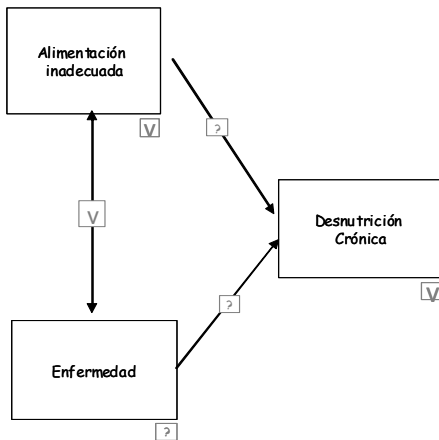 Alimentación
inadecuada
V
?
V
Desnutrición
Crónica
V
?
Enfermedad
?